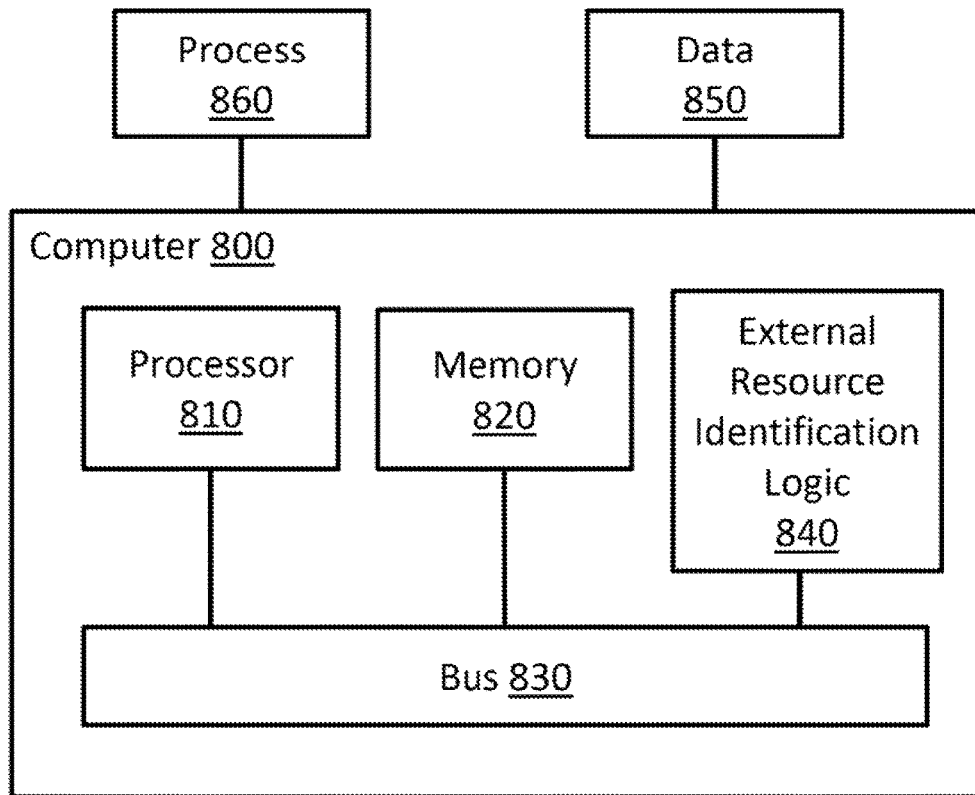 Process
860
Data
850
Computer 800
Processor
810
Memory
820
External
Resource
Identification
Logic
840
Bus 830